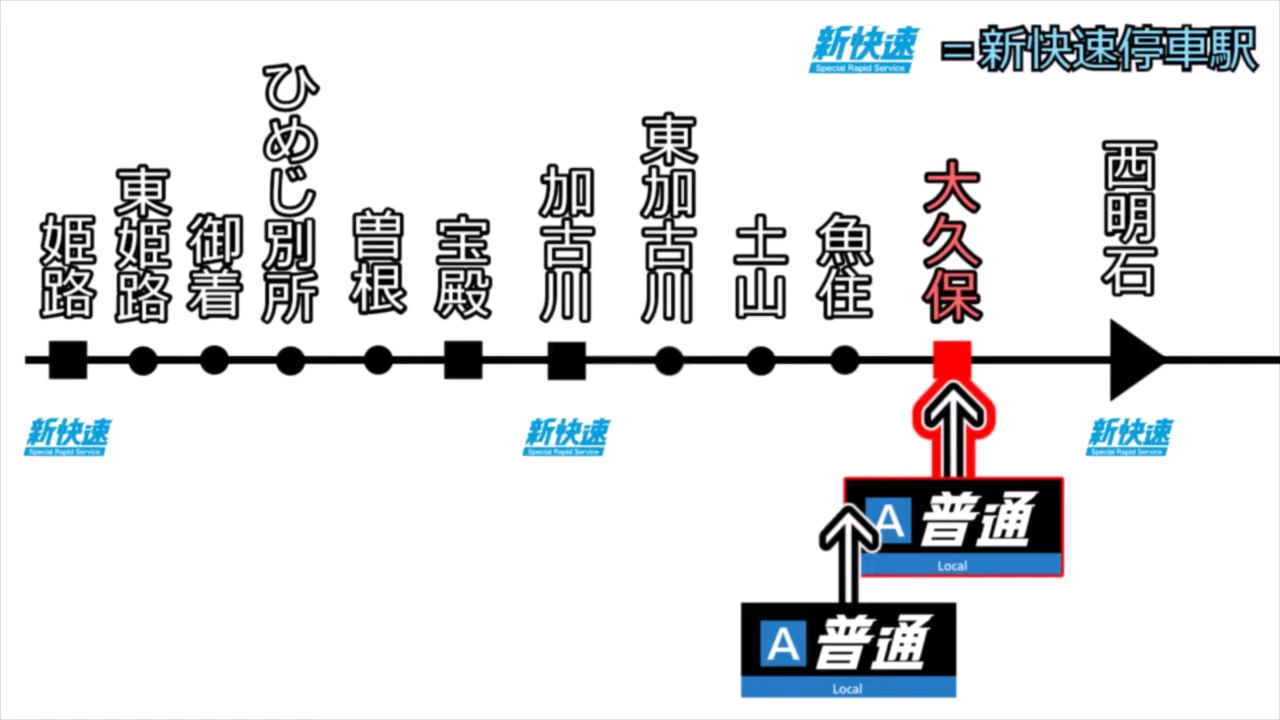 新快速
Special Rapid Service
=新快速停車駅
姫路
東姫路
御着
ひめじ別所
曽根
宝殿
加古川
東加古川
土山
魚住
大久保
西明石
新快速
Special Rapid Service
新快速
Special Rapid Service
新快速
Special Rapid Service
A 普通
Local
A 普通
Local